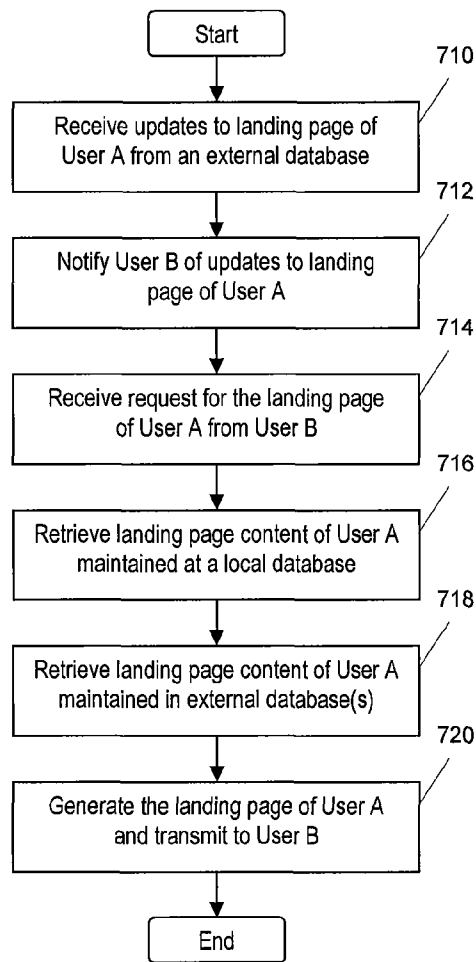 Start
710
Receive updates to landing page of
User A from an external database
712
Notify User B of updates to landing
page of User A
714
Receive request for the landing page
of User A from User B
716
Retrieve landing page content of User A
maintained at a local database
718
Retrieve landing page content of User A
maintained in external database(s)
720
Generate the landing page of User A
and transmit to User B
End